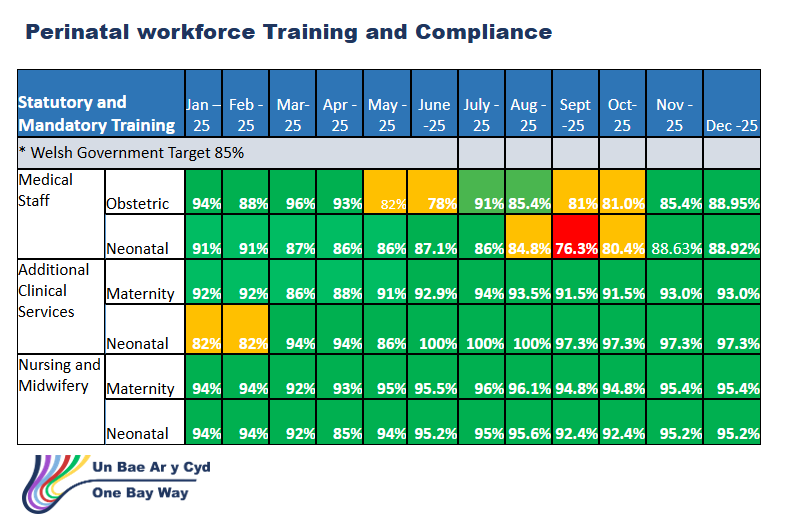 Perinatal workforce Training and Compliance
Statutory and Mandatory Training Jan – 25 Feb - 25 Mar- 25 Apr - 25 May - 25 June -25 July - 25 Aug - 25 Sept -25 Oct- 25 Nov - 25 Dec -25
* Welsh Government Target 85%
Medical Staff Obstetric 94% 88% 96% 93% 82% 78% 91% 85.4% 81% 81.0% 85.4% 88.95%
Neonatal 91% 91% 87% 86% 86% 87.1% 86% 84.8% 76.3% 80.4% 88.63% 88.92%
Additional Clinical Services Maternity 92% 92% 86% 88% 91% 92.9% 94% 93.5% 91.5% 91.5% 93.0% 93.0%
Neonatal 82% 82% 94% 94% 86% 100% 100% 100% 97.3% 97.3% 97.3% 97.3%
Nursing and Midwifery Maternity 94% 94% 92% 93% 95% 95.5% 96% 96.1% 94.8% 94.8% 95.4% 95.4%
Neonatal 94% 94% 92% 85% 94% 95.2% 95% 95.6% 92.4% 92.4% 95.2% 95.2%
Un Bae Ar y Cyd
One Bay Way